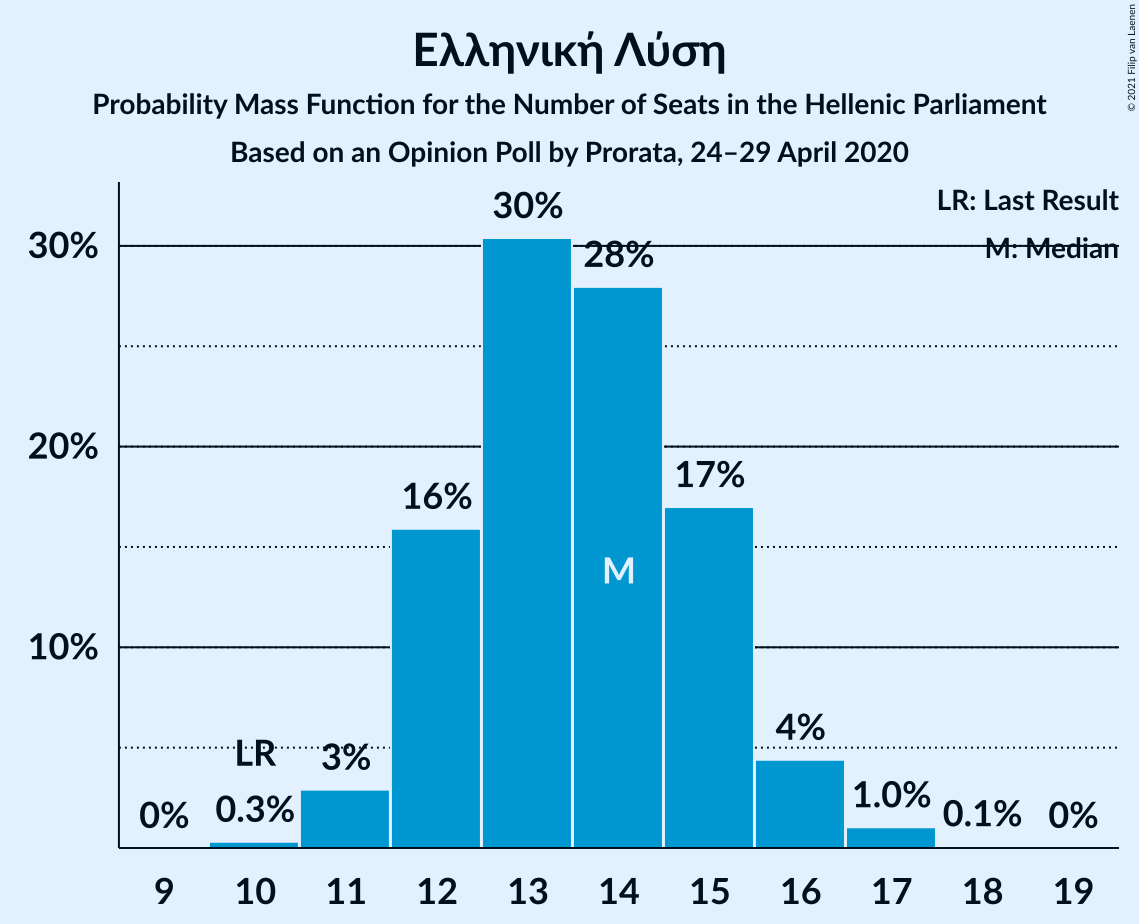 Ελληνική Λύση
Probability Mass Function for the Number of Seats in the Hellenic Parliament
Based on an Opinion Poll by Prorata, 24–29 April 2020
© 2021 Filip van Laenen
LR: Last Result
M: Median
30%
20%
10%
0%
LR
0.3%
3%
16%
30%
28%
M
17%
4%
1.0%
0.1%
0%
9 10 11 12 13 14 15 16 17 18 19